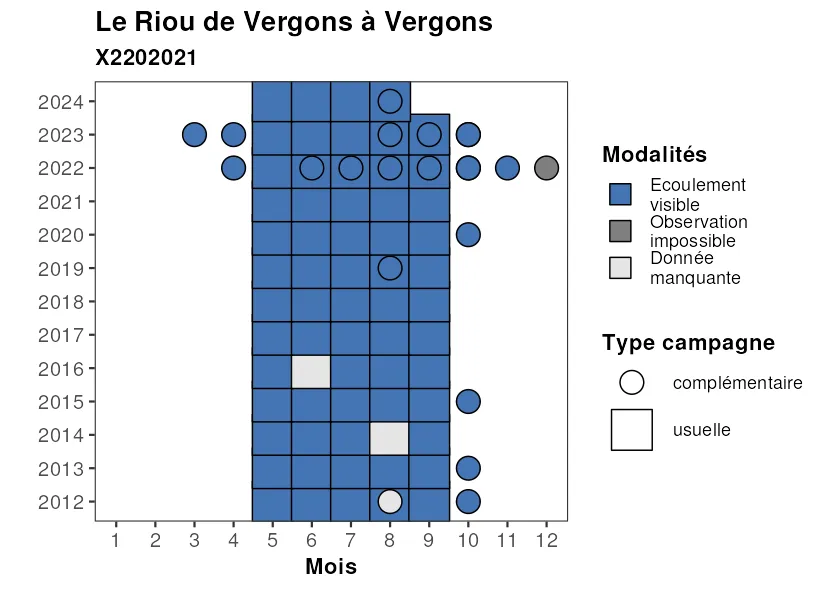 Le Riou de Vergons à Vergons
X2202021
2024
2023
2022
2021
2020
2019
2018
2017
2016
2015
2014
2013
2012
1 2 3 4 5 6 7 8 9 10 11 12
Mois
Modalités
Ecoulement
visible
Observation
impossible
Donnée
manquante
Type campagne
complémentaire
usuelle